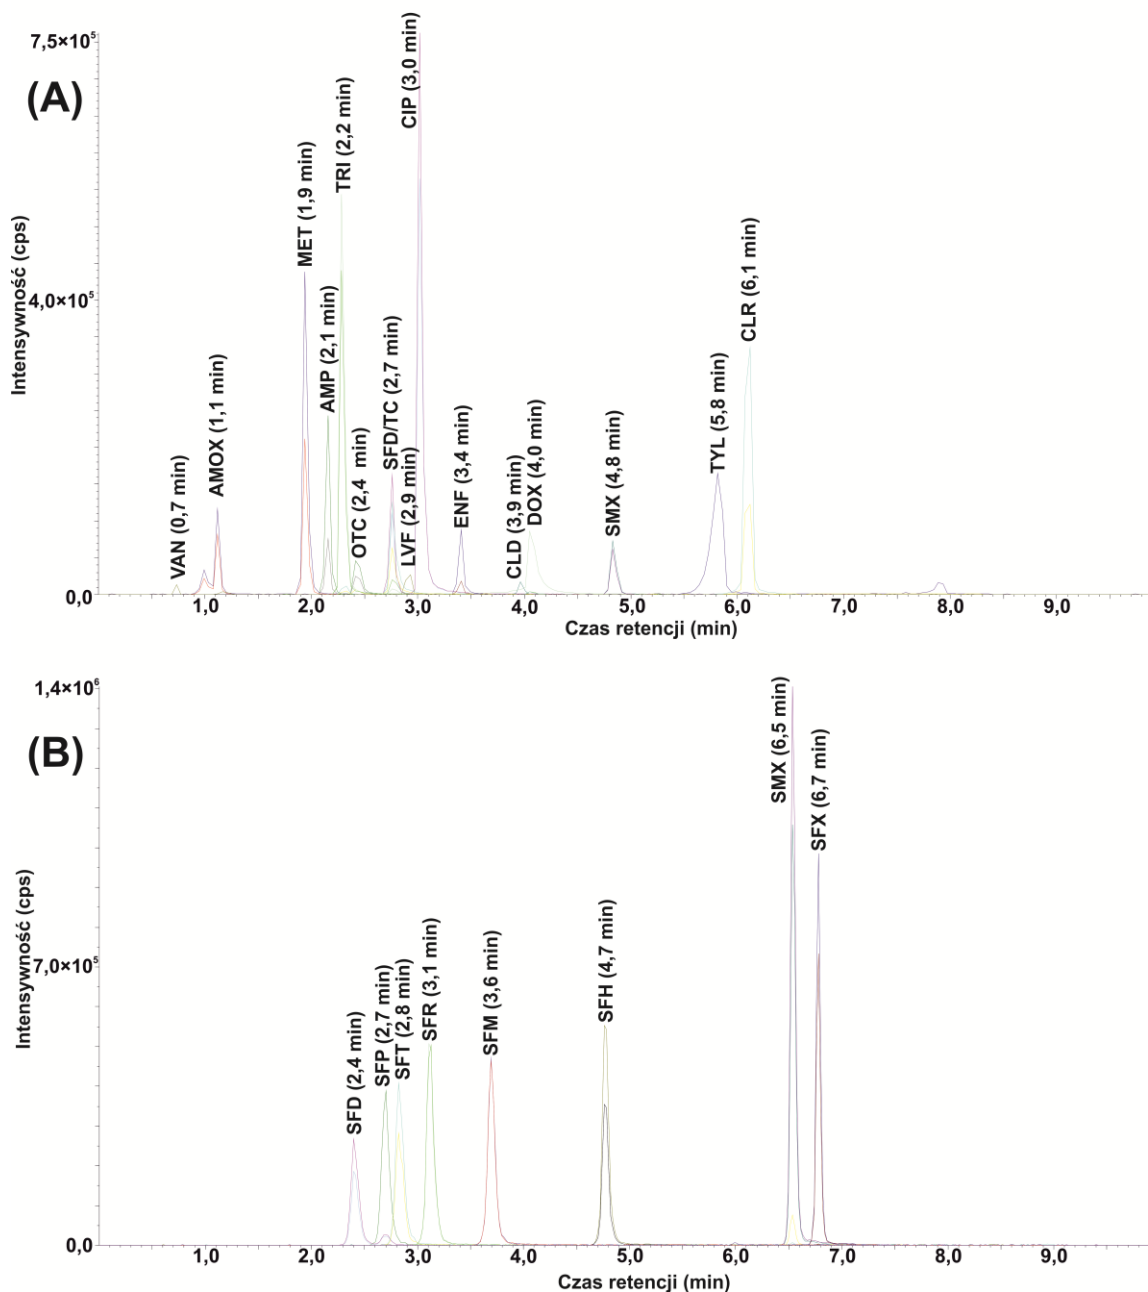 (A)
Intensywność (cps)
7,5×10⁵
4,0×10⁵
0,0
VAN (0,7 min)
AMOX (1,1 min)
MET (1,9 min)
AMP (2,1 min)
TRI (2,2 min)
OTC (2,4 min)
SFD/TC (2,7 min)
LVF (2,9 min)
CIP (3,0 min)
ENF (3,4 min)
CLD (3,9 min)
DOX (4,0 min)
SMX (4,8 min)
TYL (5,8 min)
CLR (6,1 min)
1,0 2,0 3,0 4,0 5,0 6,0 7,0 8,0 9,0
Czas retencji (min)
(B)
Intensywność (cps)
1,4×10⁶
7,0×10⁵
0,0
SFD (2,4 min)
SFP (2,7 min)
SFT (2,8 min)
SFR (3,1 min)
SFM (3,6 min)
SFH (4,7 min)
SMX (6,5 min)
SFX (6,7 min)
1,0 2,0 3,0 4,0 5,0 6,0 7,0 8,0 9,0
Czas retencji (min)